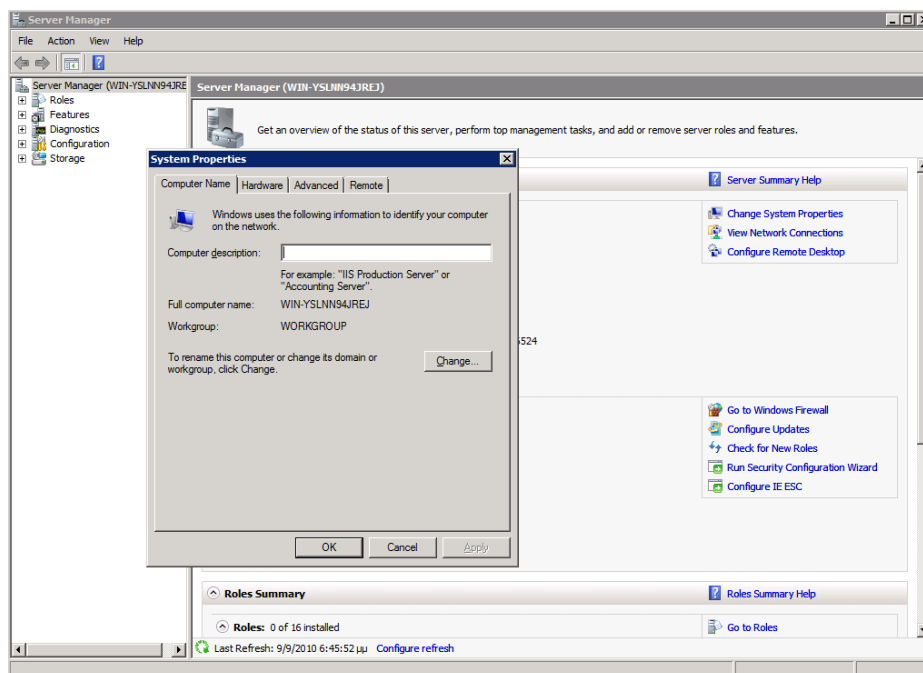 Server Manager
File Action View Help
Server Manager (WIN-YSLNN94JRE
Roles
Features
Diagnostics
Configuration
Storage
Server Manager (WIN-YSLNN94JREJ)
Get an overview of the status of this server, perform top management tasks, and add or remove server roles and features.
System Properties
Computer Name Hardware Advanced Remote
Windows uses the following information to identify your computer
on the network.
Computer description:
For example: "IIS Production Server" or
"Accounting Server".
Full computer name: WIN-YSLNN94JREJ
Workgroup: WORKGROUP
To rename this computer or change its domain or
workgroup, click Change.
Change...
OK Cancel Apply
Server Summary Help
Change System Properties
View Network Connections
Configure Remote Desktop
5524
Go to Windows Firewall
Configure Updates
Check for New Roles
Run Security Configuration Wizard
Configure IE ESC
Roles Summary
Roles Summary Help
Roles: 0 of 16 installed
Go to Roles
Last Refresh: 9/9/2010 6:45:52 μμ Configure refresh